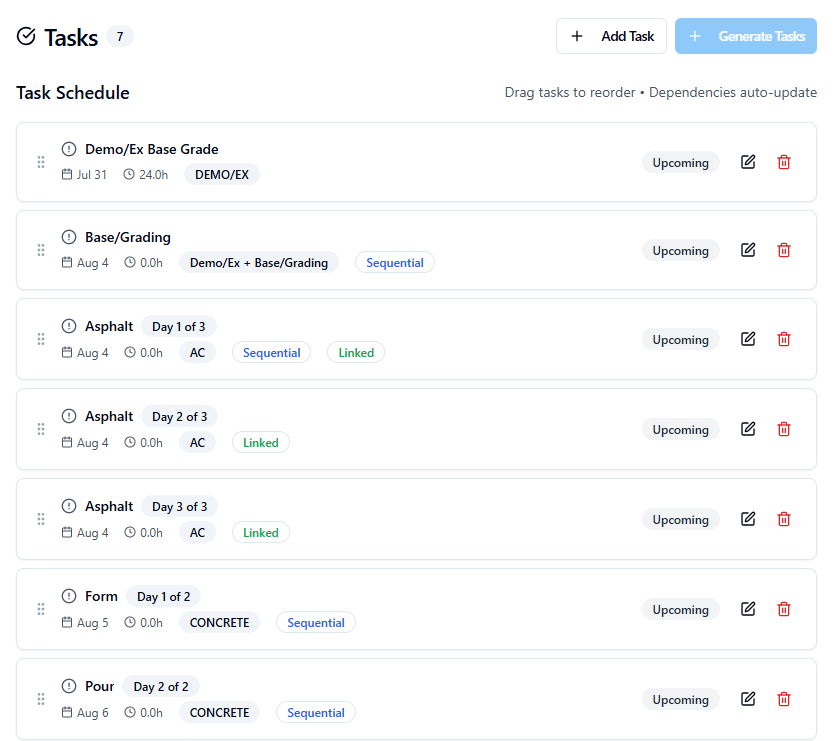 Tasks 7
+ Add Task
+ Generate Tasks
Task Schedule
Drag tasks to reorder • Dependencies auto-update
Demo/Ex Base Grade
Jul 31 24.0h DEMO/EX
Upcoming
Base/Grading
Aug 4 0.0h Demo/Ex + Base/Grading Sequential
Upcoming
Asphalt Day 1 of 3
Aug 4 0.0h AC Sequential Linked
Upcoming
Asphalt Day 2 of 3
Aug 4 0.0h AC Linked
Upcoming
Asphalt Day 3 of 3
Aug 4 0.0h AC Linked
Upcoming
Form Day 1 of 2
Aug 5 0.0h CONCRETE Sequential
Upcoming
Pour Day 2 of 2
Aug 6 0.0h CONCRETE Sequential
Upcoming